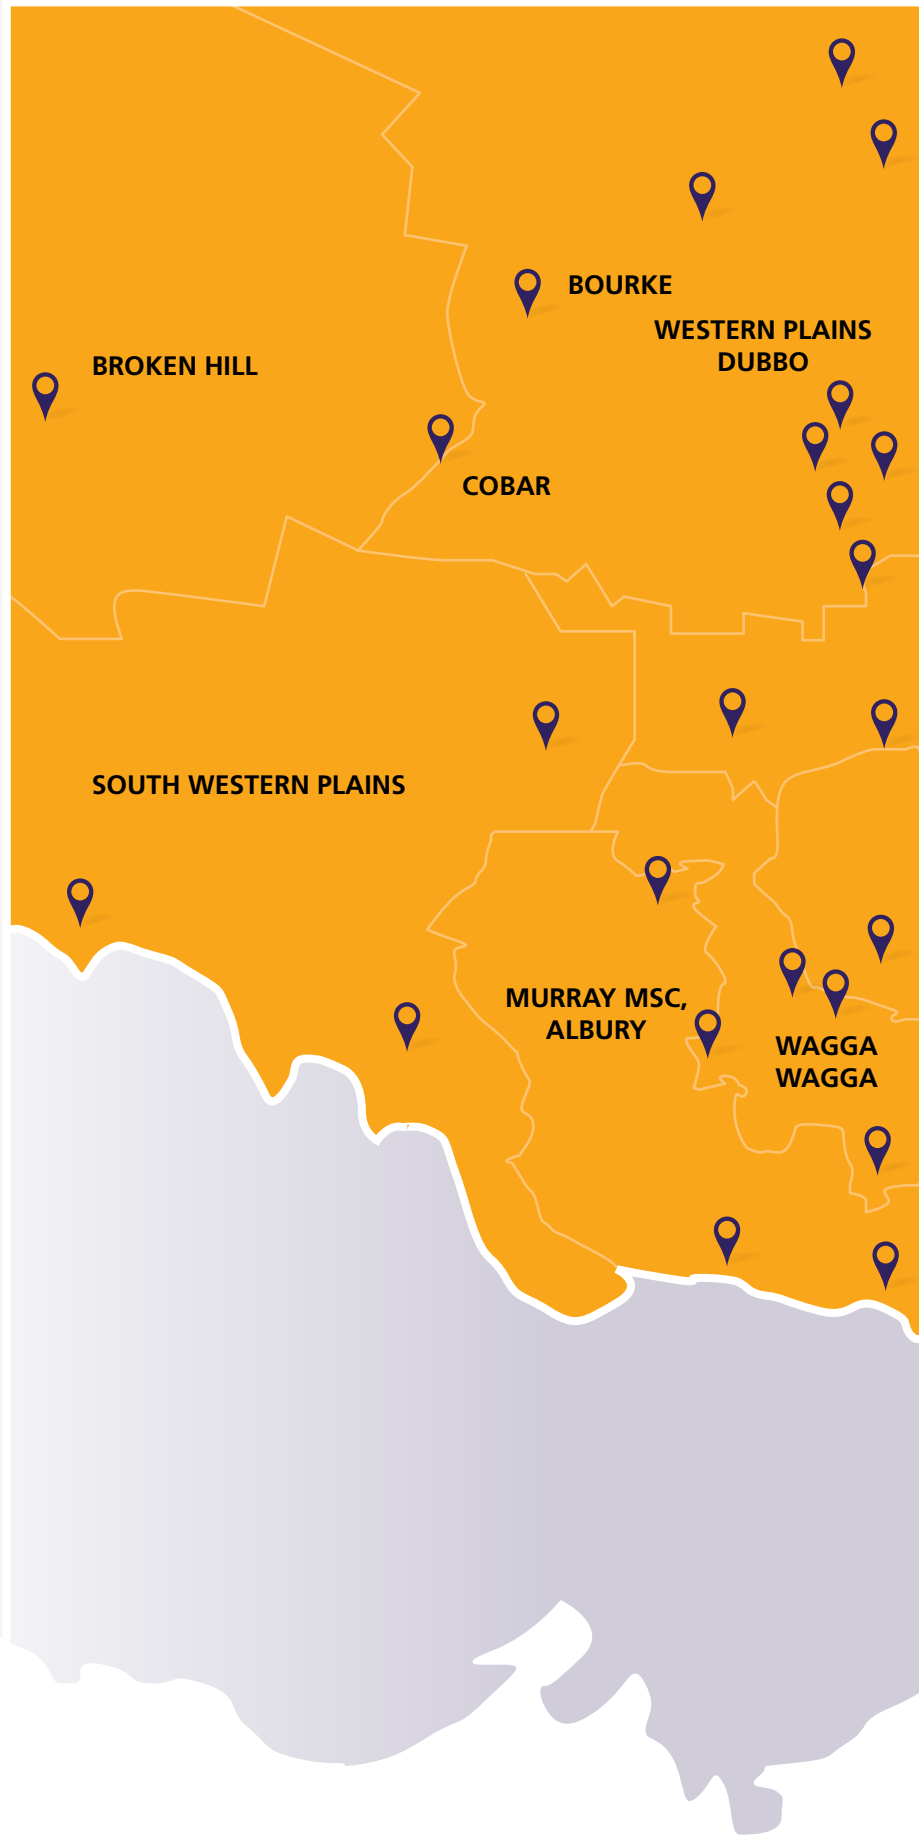 BOURKE
WESTERN PLAINS
DUBBO
BROKEN HILL
COBAR
SOUTH WESTERN PLAINS
MURRAY MSC,
ALBURY
WAGGA
WAGGA